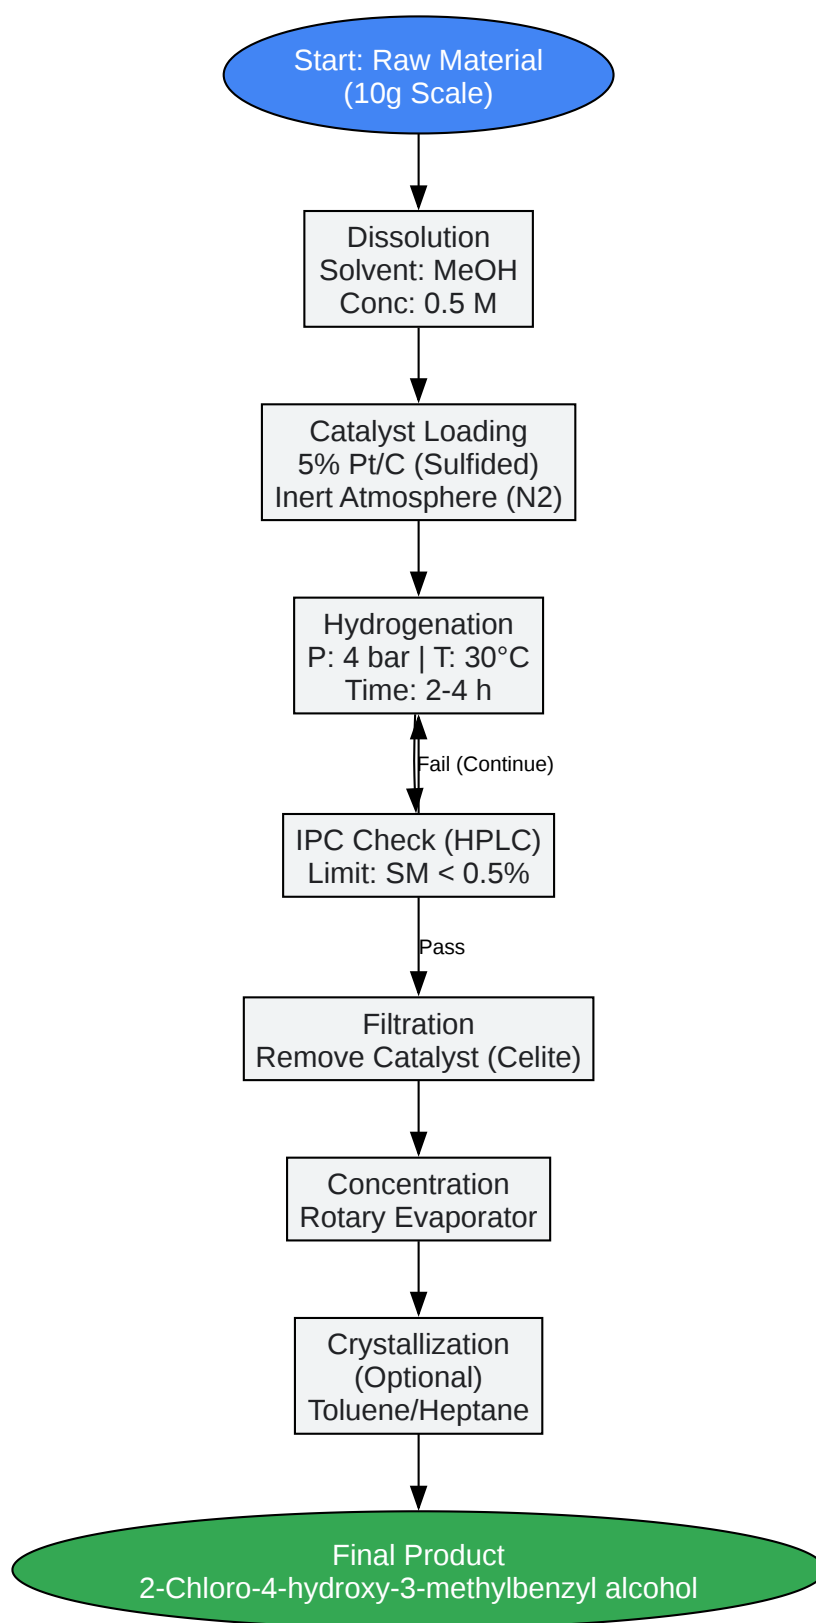 Start: Raw Material
(10g Scale)
Dissolution
Solvent: MeOH
Conc: 0.5 M
Catalyst Loading
5% Pt/C (Sulfided)
Inert Atmosphere (N2)
Hydrogenation
P: 4 bar | T: 30°C
Time: 2-4 h
Fail (Continue)
IPC Check (HPLC)
Limit: SM < 0.5%
Pass
Filtration
Remove Catalyst (Celite)
Concentration
Rotary Evaporator
Crystallization
(Optional)
Toluene/Heptane
Final Product
2-Chloro-4-hydroxy-3-methylbenzyl alcohol